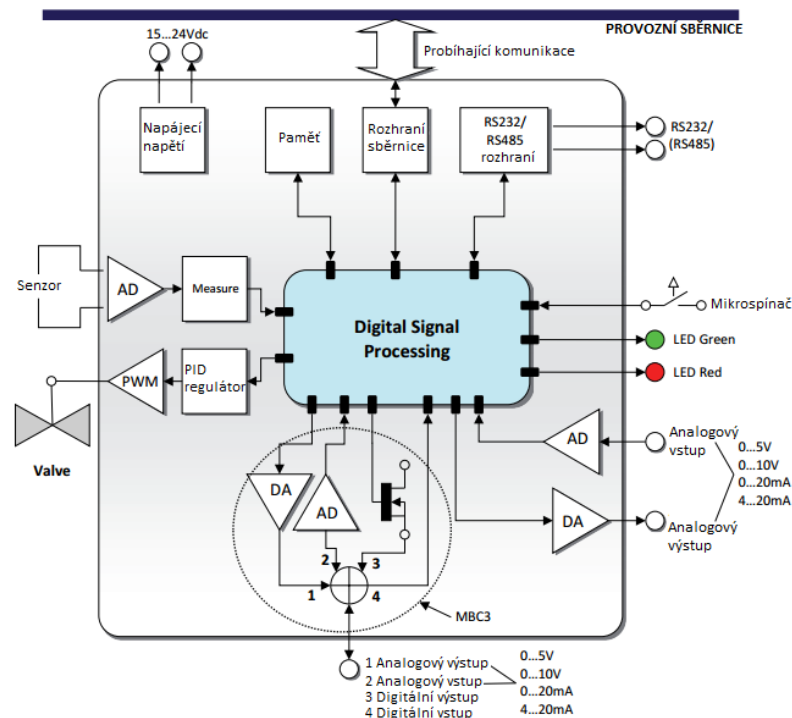 PROVOZNÍ SBĚRNICE
15...24Vdc
Probíhající komunikace
Napájecí
napětí
Paměť
Rozhraní
sběrnice
RS232/
RS485
rozhraní
RS232/
(RS485)
Senzor
AD
Measure
Digital Signal
Processing
Mikrospínač
LED Green
LED Red
PWM
PID
regulátor
Valve
DA
AD
AD
Analogový
vstup
0...5V
0...10V
0...20mA
4...20mA
DA
Analogový
výstup
2
3
1
4
MBC3
1 Analogový výstup
2 Analogový vstup
3 Digitální výstup
4 Digitální vstup
0...5V
0...10V
0...20mA
4...20mA